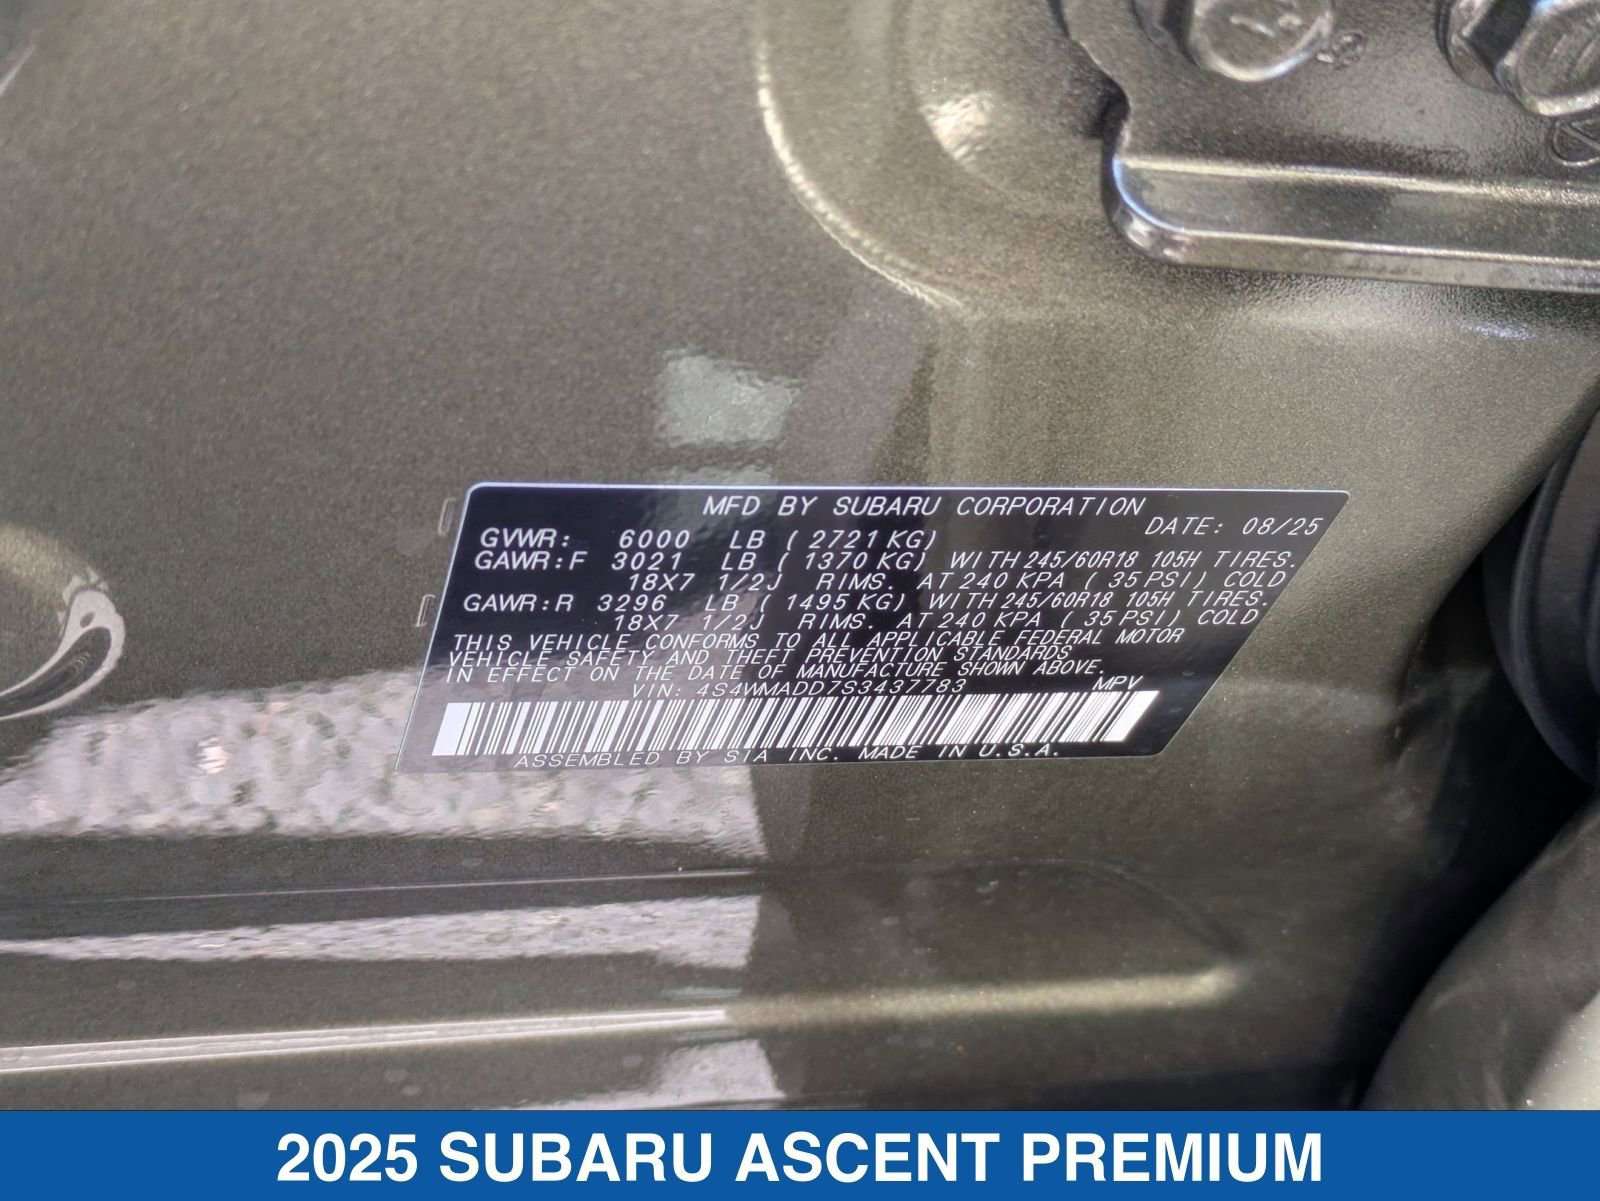 MFD BY SUBARU CORPORATION
DATE: 08/25
GVWR: 6000 LB ( 2721 KG)
GAWR:F 3021 LB ( 1370 KG) WITH 245/60R18 105H TIRES.
18X7 1/2J RIMS. AT 240 KPA ( 35 PSI) COLD
GAWR:R 3296 LB ( 1495 KG) WITH 245/60R18 105H TIRES.
18X7 1/2J RIMS. AT 240 KPA ( 35 PSI) COLD
THIS VEHICLE CONFORMS TO ALL APPLICABLE FEDERAL MOTOR
VEHICLE SAFETY AND THEFT PREVENTION STANDARDS
IN EFFECT ON THE DATE OF MANUFACTURE SHOWN ABOVE.
VIN: 4S4WMADD7S3437783 MPV
ASSEMBLED BY SIA INC. MADE IN U.S.A.
2025 SUBARU ASCENT PREMIUM